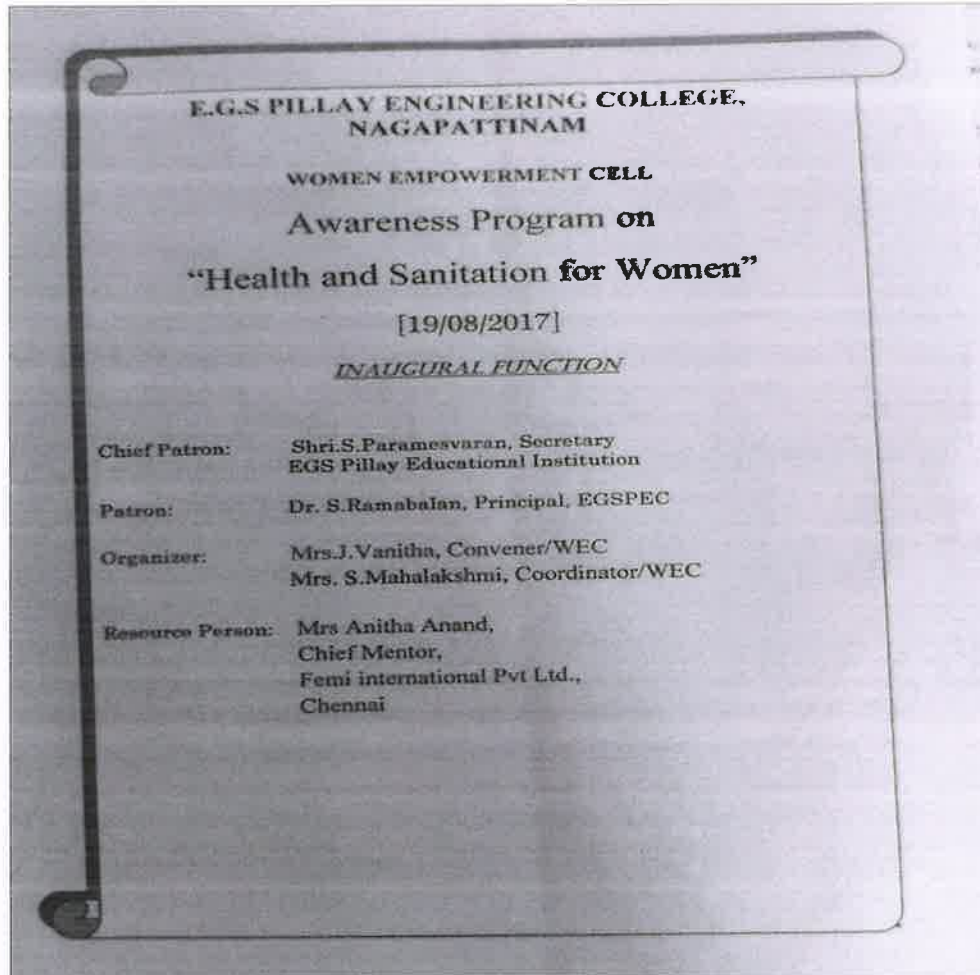 E.G.S PILLAY ENGINEERING COLLEGE,
NAGAPATTINAM
WOMEN EMPOWERMENT CELL
Awareness Program on
“Health and Sanitation for Women”
[19/08/2017]
INAUGURAL FUNCTION
Chief Patron: Shri.S.Paramesvaran, Secretary
EGS Pillay Educational Institution
Patron: Dr. S.Ramabalan, Principal, EGSPEC
Organizer: Mrs.J.Vanitha, Convener/WEC
Mrs. S.Mahalakshmi, Coordinator/WEC
Resource Person: Mrs Anitha Anand,
Chief Mentor,
Femi international Pvt Ltd.,
Chennai